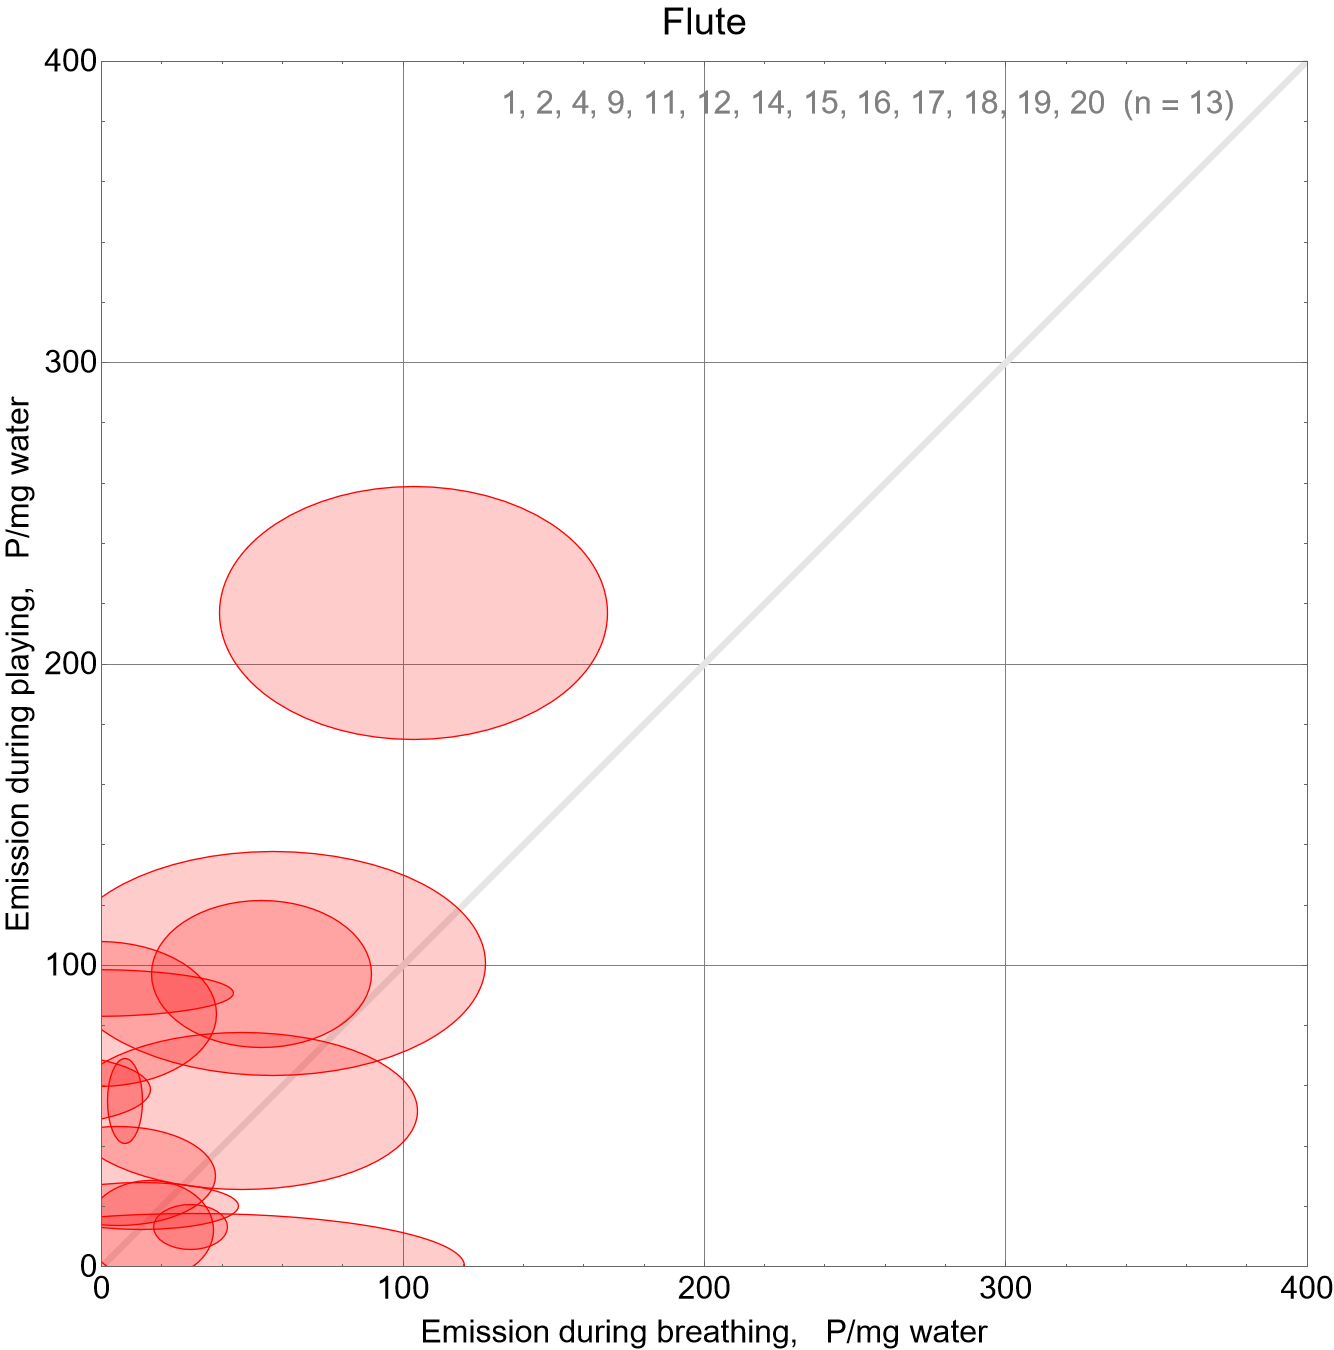 Flute
1, 2, 4, 9, 11, 12, 14, 15, 16, 17, 18, 19, 20 (n = 13)
400
300
200
100
0
Emission during playing, P/mg water
0 100 200 300 400
Emission during breathing, P/mg water